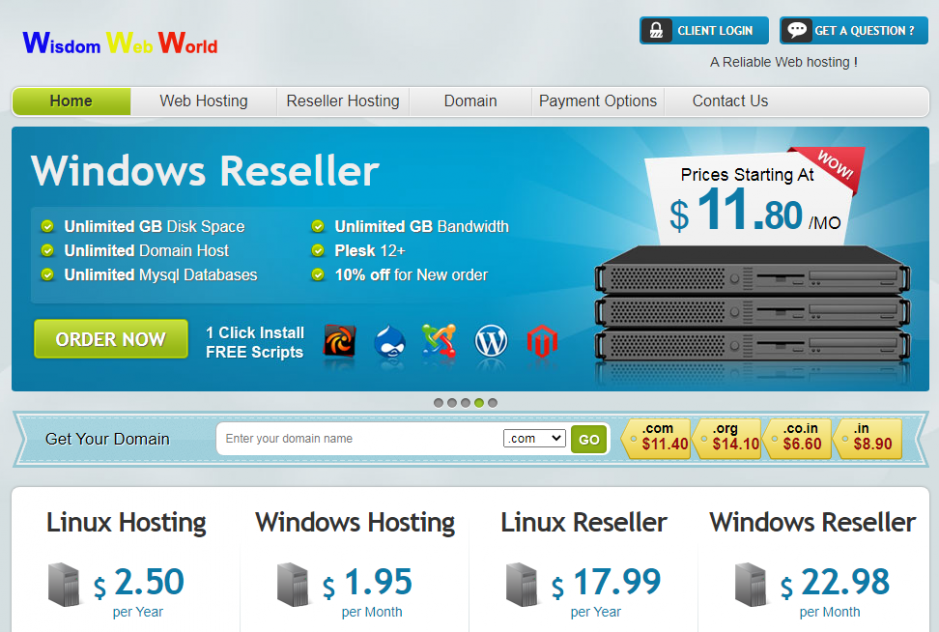 Wisdom Web World
CLIENT LOGIN
GET A QUESTION ?
A Reliable Web hosting !
Home
Web Hosting
Reseller Hosting
Domain
Payment Options
Contact Us
Windows Reseller
Unlimited GB Disk Space
Unlimited GB Bandwidth
Unlimited Domain Host
Plesk 12+
Unlimited Mysql Databases
10% off for New order
WOW!
Prices Starting At
$ 11.80 /MO
ORDER NOW
1 Click Install
FREE Scripts
Get Your Domain
Enter your domain name
.com
GO
.com
$11.40
.org
$14.10
.co.in
$6.60
.in
$8.90
Linux Hosting
$ 2.50
per Year
Windows Hosting
$ 1.95
per Month
Linux Reseller
$ 17.99
per Year
Windows Reseller
$ 22.98
per Month